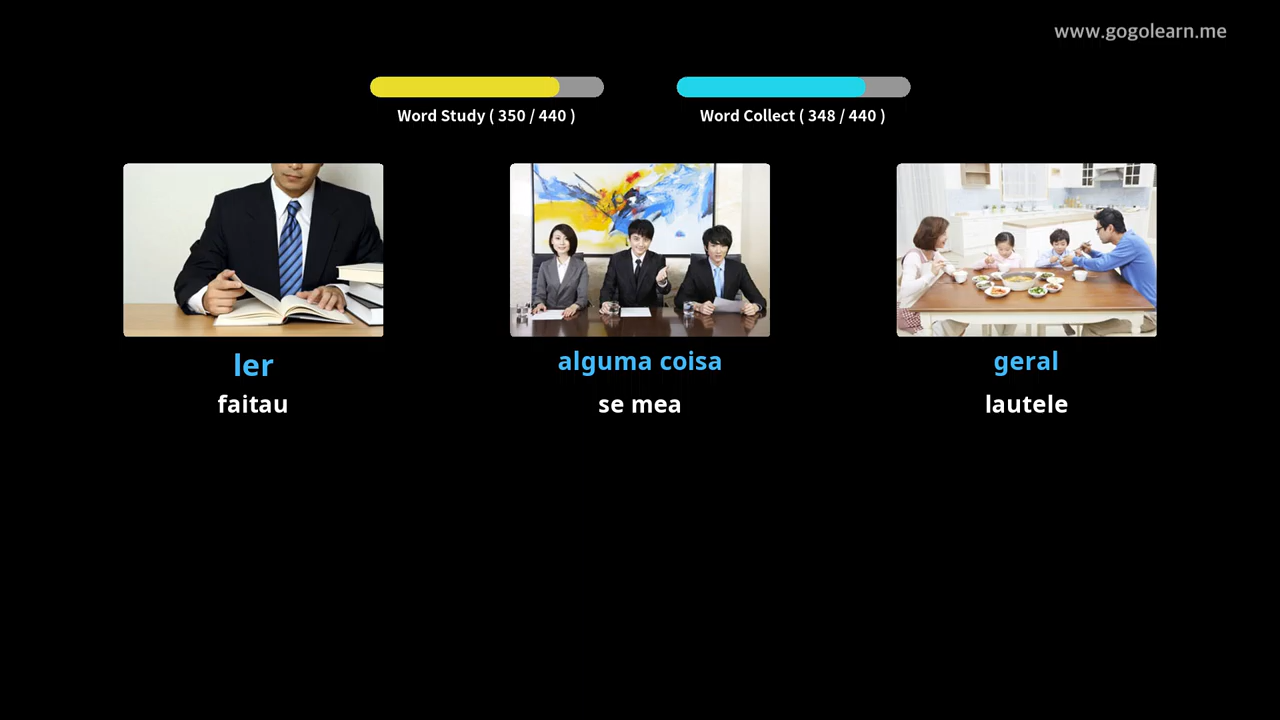 www.gogolearn.me
Word Study ( 350 / 440 )
Word Collect ( 348 / 440 )
ler
alguma coisa
geral
faitau
se mea
lautele